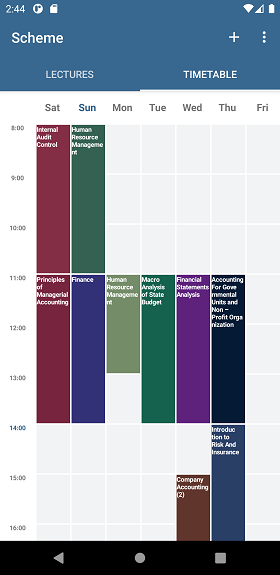 2:44
Scheme
LECTURES
TIMETABLE
Sat Sun Mon Tue Wed Thu Fri
8:00
9:00
10:00
11:00
12:00
13:00
14:00
15:00
16:00
Internal
Audit
Control
Human
Resource
Manageme
nt
Principles
of
Managerial
Accounting
Finance
Human
Resource
Manageme
nt
Macro
Analysis
of State
Budget
Financial
Statements
Analysis
Accounting
For Gove
rnmental
Units and
Non –
Profit Orga
nization
Introduc
tion to
Risk And
Insurance
Company
Accounting
(2)